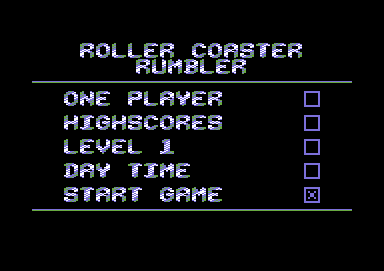 ROLLER COASTER
RUMBLER
ONE PLAYER
HIGHSCORES
LEVEL 1
DAY TIME
START GAME